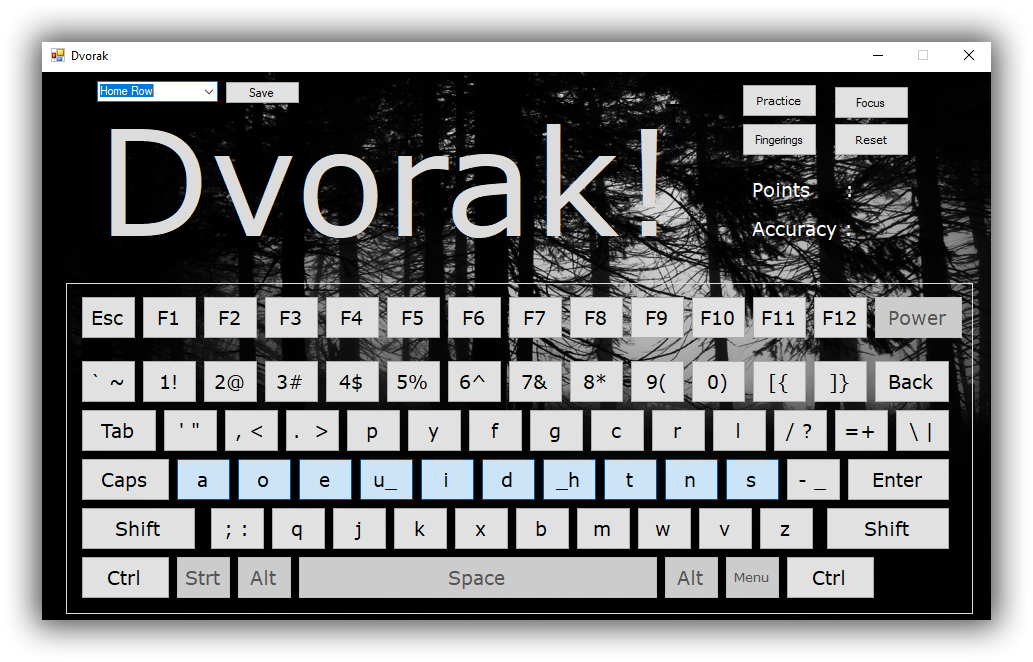 Dvorak
Home Row Save Practice Focus
Fingerings Reset
Dvorak!
Points :
Accuracy :
Esc F1 F2 F3 F4 F5 F6 F7 F8 F9 F10 F11 F12 Power
` ~ 1! 2@ 3# 4$ 5% 6^ 7& 8* 9( 0) [{ ]} Back
Tab ' " , < . > p y f g c r l / ? =+ \ |
Caps a o e u_ i d _h t n s - _ Enter
Shift ; : q j k x b m w v z Shift
Ctrl Strt Alt Space Alt Menu Ctrl